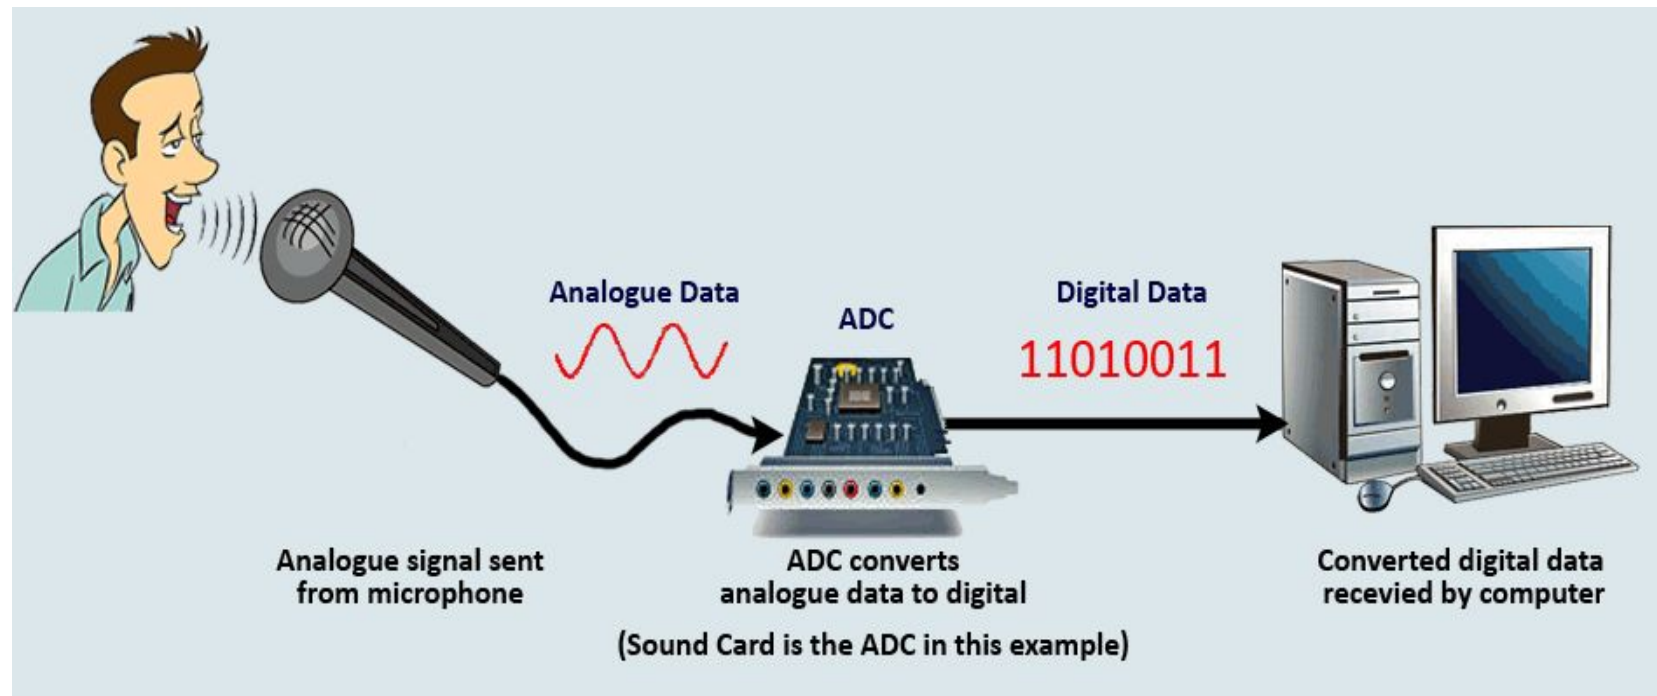 Analogue Data
ADC
Digital Data
11010011
Analogue signal sent
from microphone
ADC converts
analogue data to digital
(Sound Card is the ADC in this example)
Converted digital data
recevied by computer